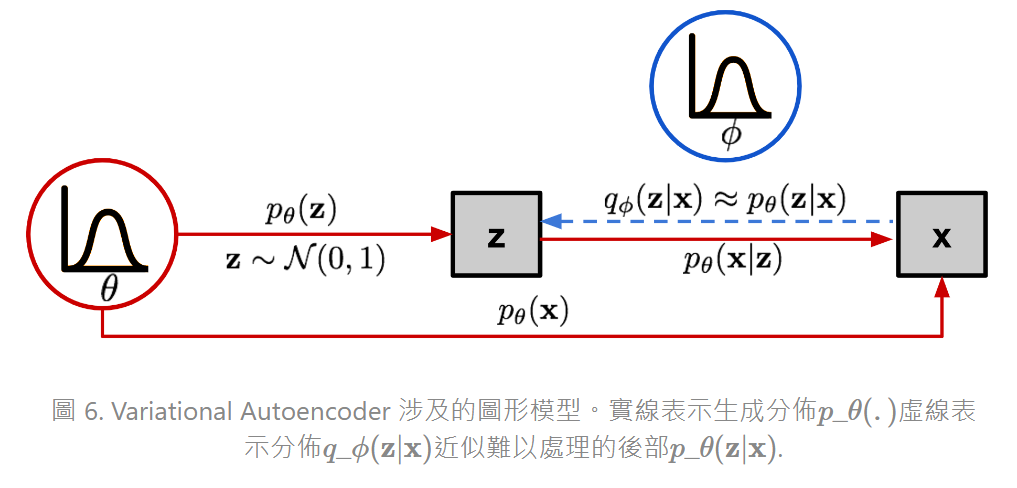 ϕ
q_ϕ(z|x) ≈ p_θ(z|x)
p_θ(z)
z
x
z ∼ N(0, 1)
p_θ(x|z)
θ
p_θ(x)
圖 6. Variational Autoencoder 涉及的圖形模型。實線表示生成分佈p_θ(.)虛線表
示分佈q_ϕ(z|x)近似難以處理的後部p_θ(z|x).